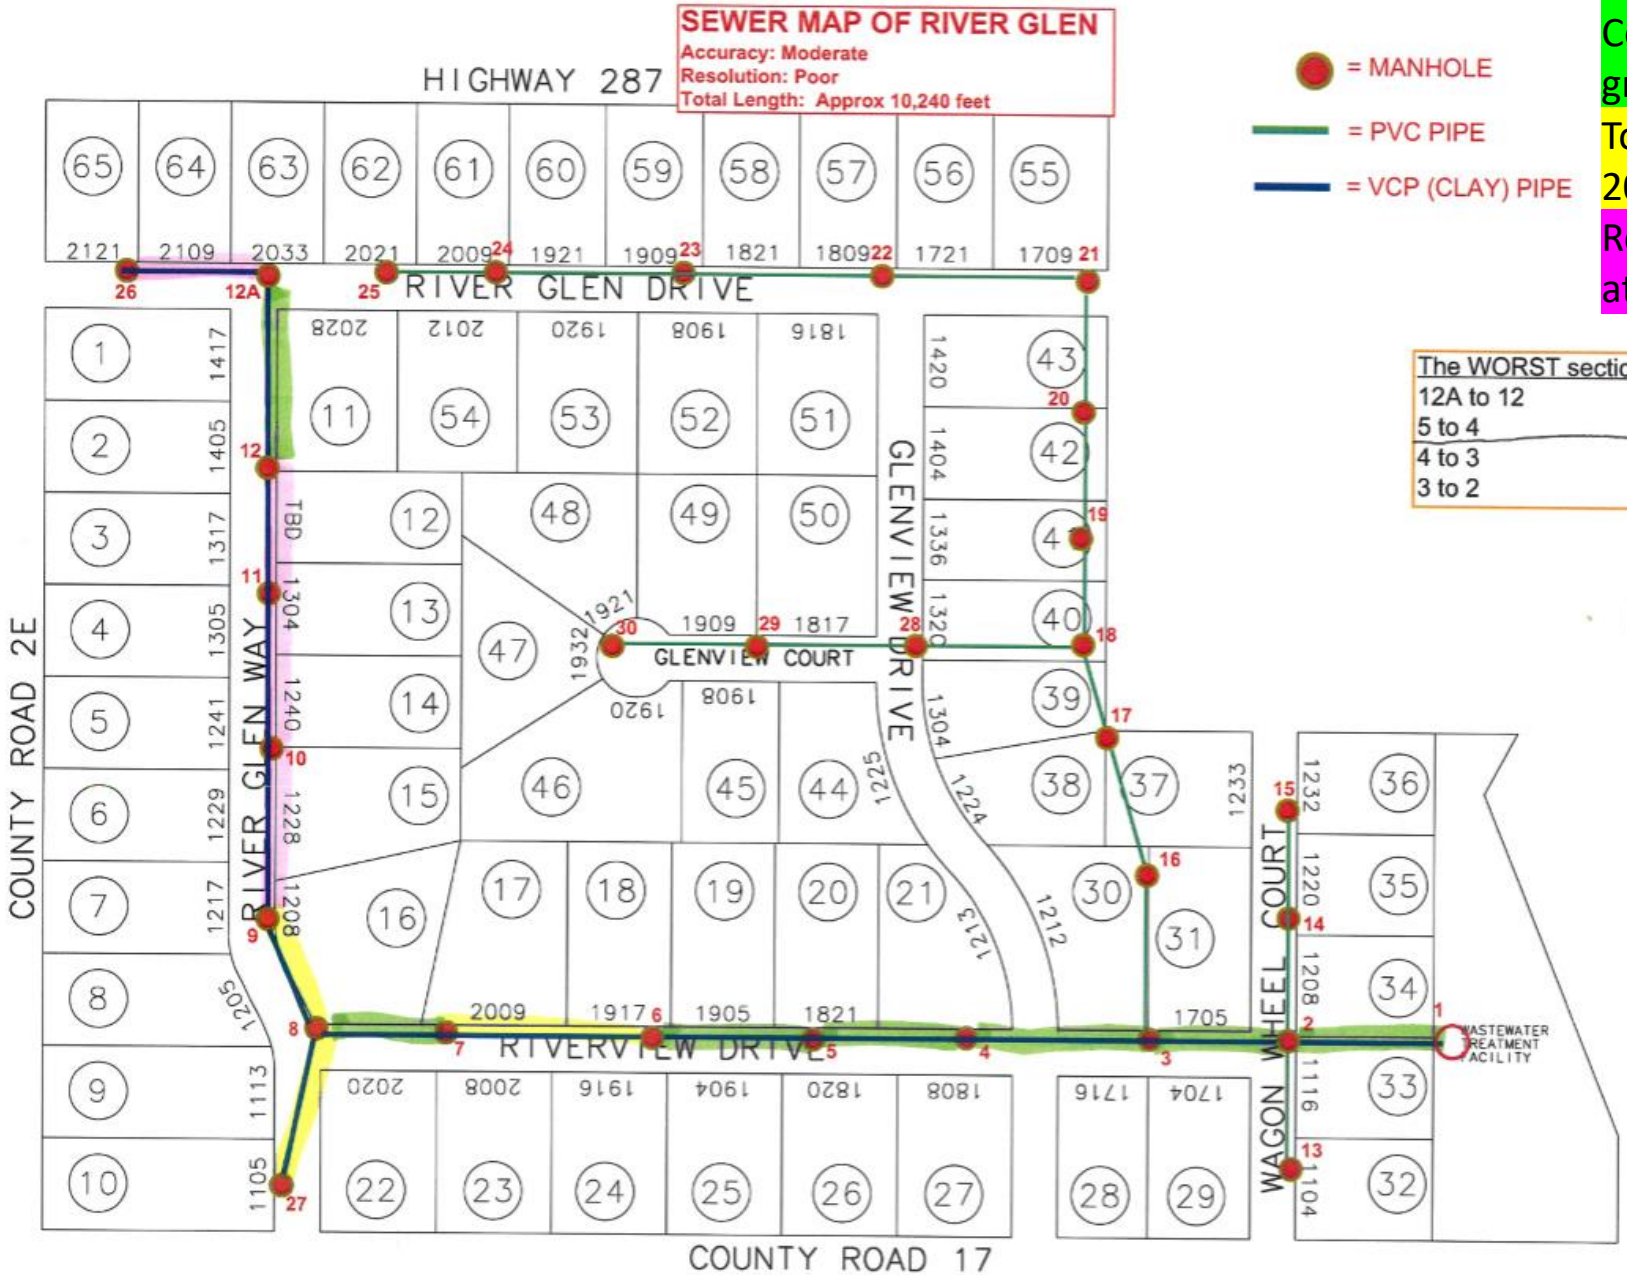 SEWER MAP OF RIVER GLEN
Accuracy: Moderate
Resolution: Poor
Total Length: Approx 10,240 feet
HIGHWAY 287
= MANHOLE
= PVC PIPE
= VCP (CLAY) PIPE
The WORST
12A to 12
5 to 4
4 to 3
3 to 2
65 64 63 62 61 60 59 58 57 56 55
2121 2109 2033 2021 2009 1921 1909 1821 1809 1721 1709
26 12A 25 24 23 22 21
RIVER GLEN DRIVE
2028 2012 1920 1908 1816
11 54 53 52 51
1 2 3 4 5 6 7 8 9 10
1417 1405 1317 1305 1241 1229 1217 1205 1113 1105
COUNTY ROAD 2E
RIVER GLEN WAY
12 11 10 9
TBD 1304 1240 1228 1208
12 13 14 15 16
48 49 50
47 46 45 44
1921 1909 1817
1932 1920 1908
30 29 28
GLENVIEW COURT
GLENVIEW DRIVE
1420 1404 1336 1320 1304 1224 1212
1225 1213
43 42 40 39 38 37
20 19 18 17 16
1233
17 18 19 20 21 30 31
2009 1917 1905 1821 1705
8 7 6 5 4 3 2 1
RIVERVIEW DRIVE
2020 2008 1916 1904 1820 1808 1716 1704
22 23 24 25 26 27 28 29
27
WAGON WHEEL COURT
15 14 13
1232 1220 1208 1116 1104
36 35 34 33 32
WASTEWATER
TREATMENT
FACILITY
COUNTY ROAD 17